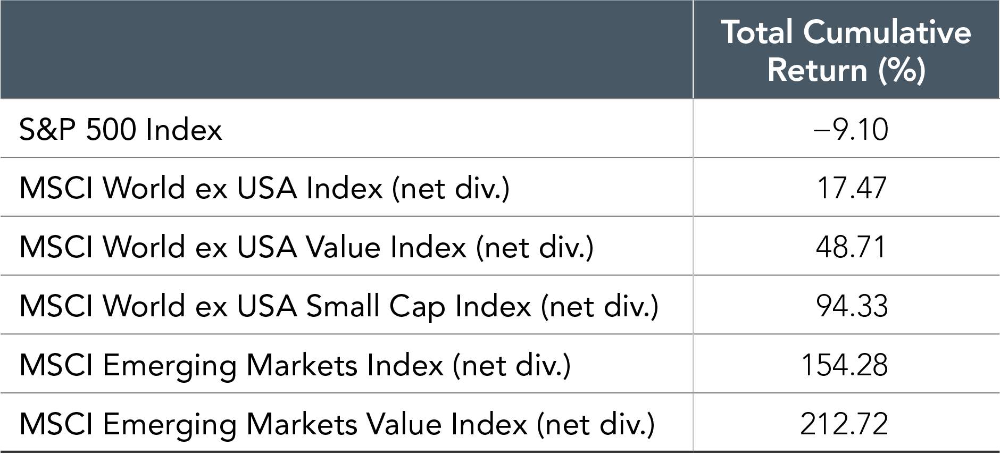 Total Cumulative
Return (%)
S&P 500 Index –9.10
MSCI World ex USA Index (net div.) 17.47
MSCI World ex USA Value Index (net div.) 48.71
MSCI World ex USA Small Cap Index (net div.) 94.33
MSCI Emerging Markets Index (net div.) 154.28
MSCI Emerging Markets Value Index (net div.) 212.72